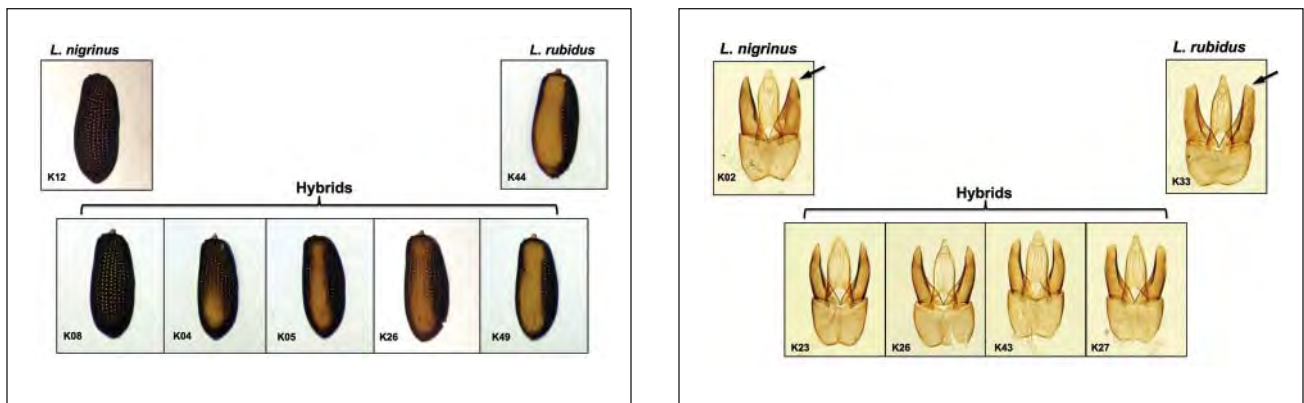 L. nigrinus
L. rubidus
K12
K44
Hybrids
K08
K04
K05
K26
K49
L. nigrinus
L. rubidus
K02
K33
Hybrids
K23
K26
K43
K27